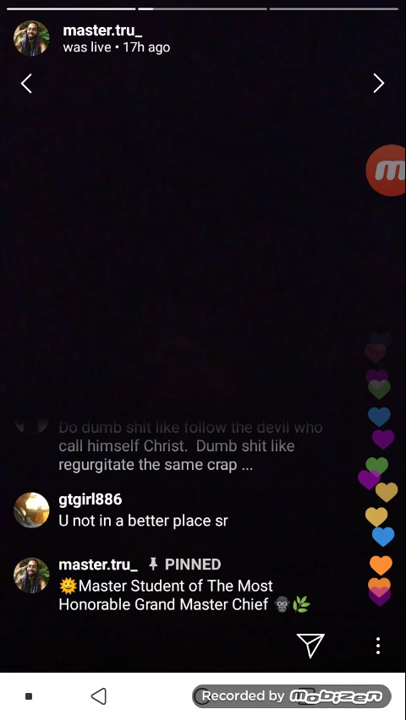 master.tru_
was live • 17h ago
Do dumb shit like follow the devil who
call himself Christ. Dumb shit like
regurgitate the same crap ...
gtgirl886
U not in a better place sr
master.tru_ PINNED
🌞Master Student of The Most
Honorable Grand Master Chief 💀🌿
Recorded by mobizen